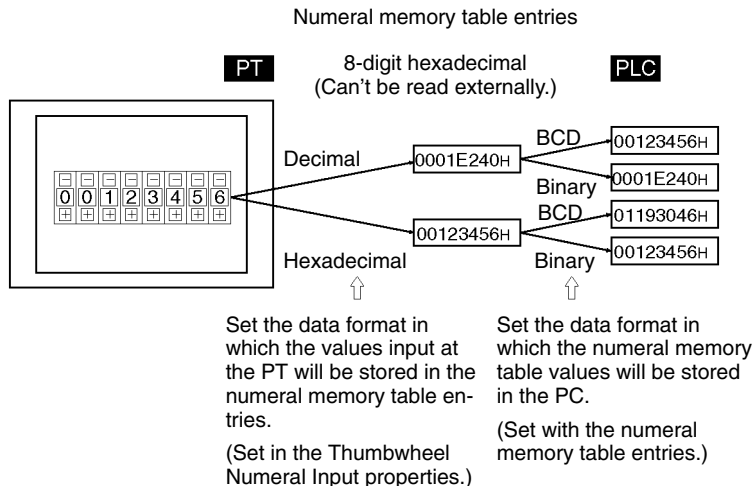 Numeral memory table entries
PT
8-digit hexadecimal
(Can't be read externally.)
PLC
0 0 1 2 3 4 5 6
Decimal
Hexadecimal
0001E240H
00123456H
BCD
Binary
BCD
Binary
00123456H
0001E240H
01193046H
00123456H
Set the data format in
which the values input at
the PT will be stored in the
numeral memory table en-
tries.
(Set in the Thumbwheel
Numeral Input properties.)
Set the data format in
which the numeral memory
table values will be stored
in the PC.
(Set with the numeral
memory table entries.)